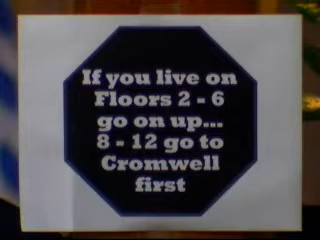 If you live on
Floors 2 - 6
go on up...
8 - 12 go to
Cromwell
first